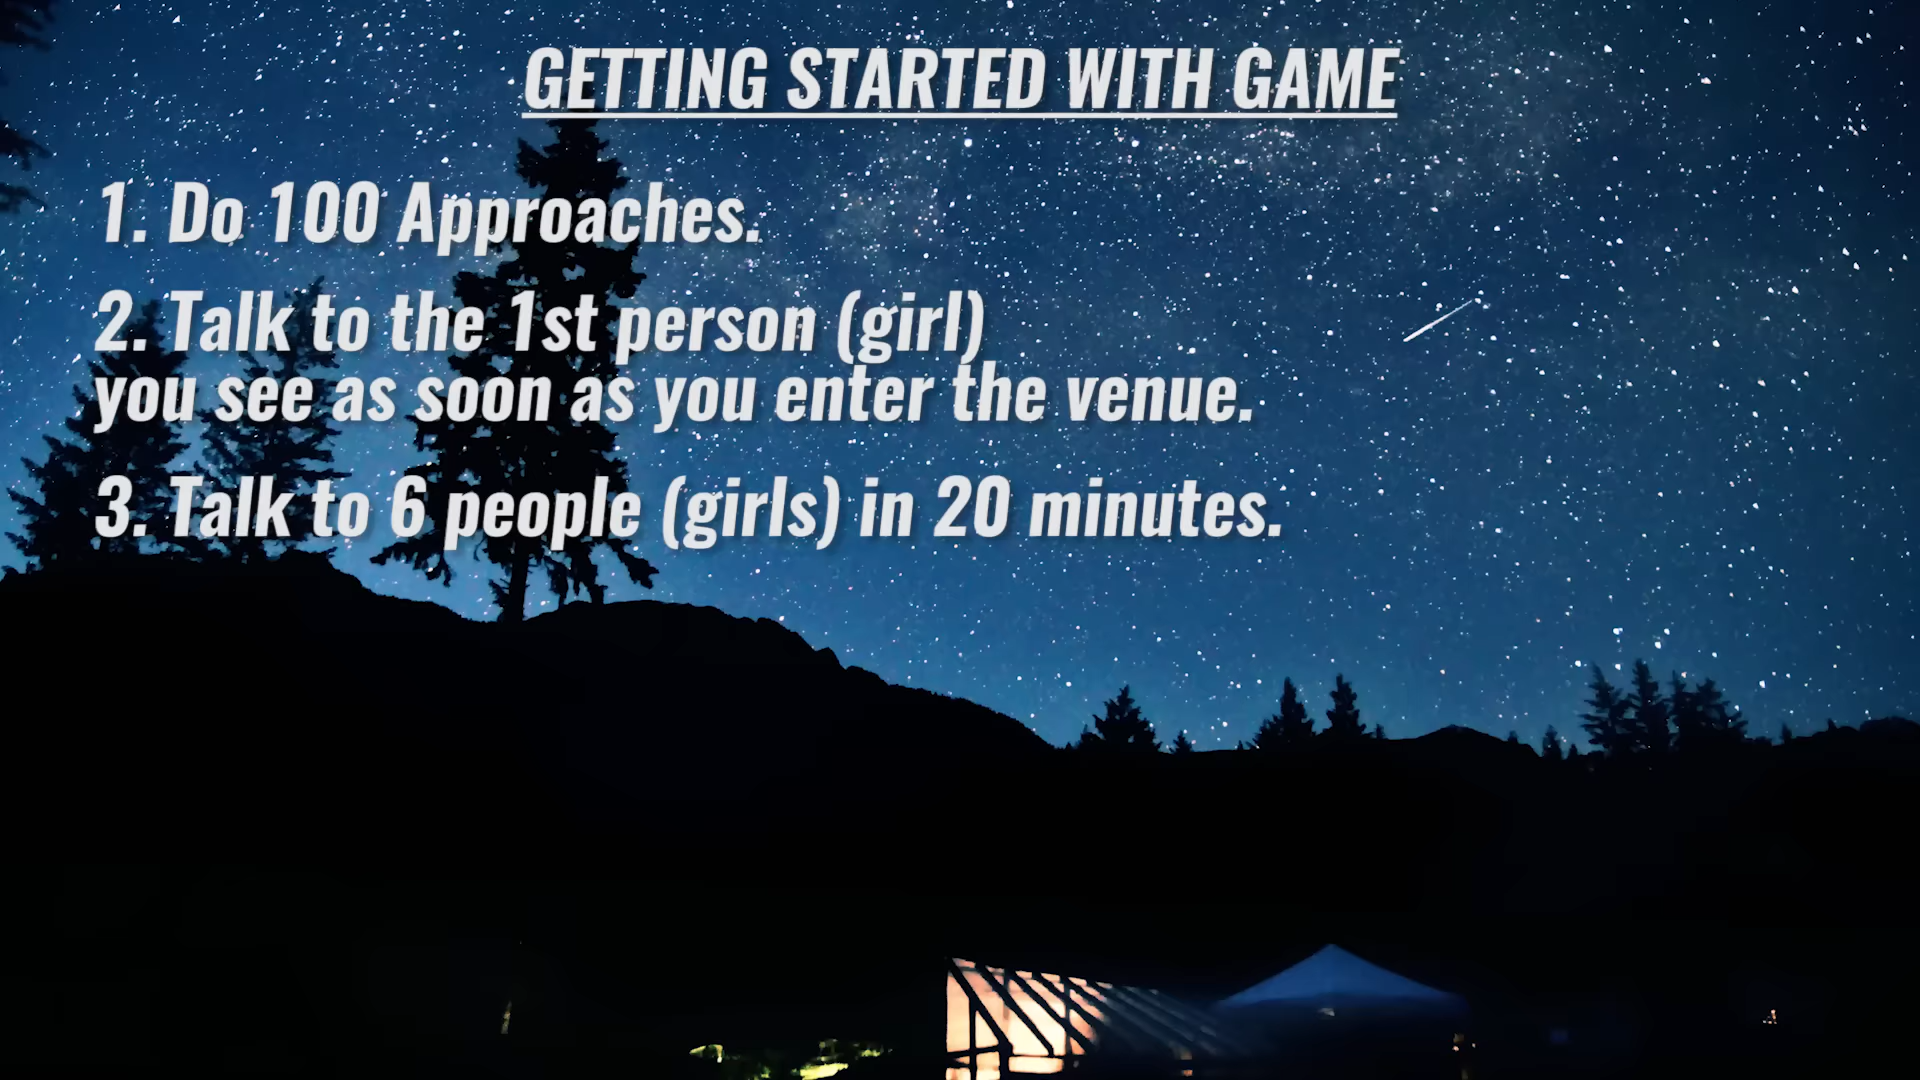 GETTING STARTED WITH GAME
1. Do 100 Approaches.
2. Talk to the 1st person (girl)
you see as soon as you enter the venue.
3. Talk to 6 people (girls) in 20 minutes.